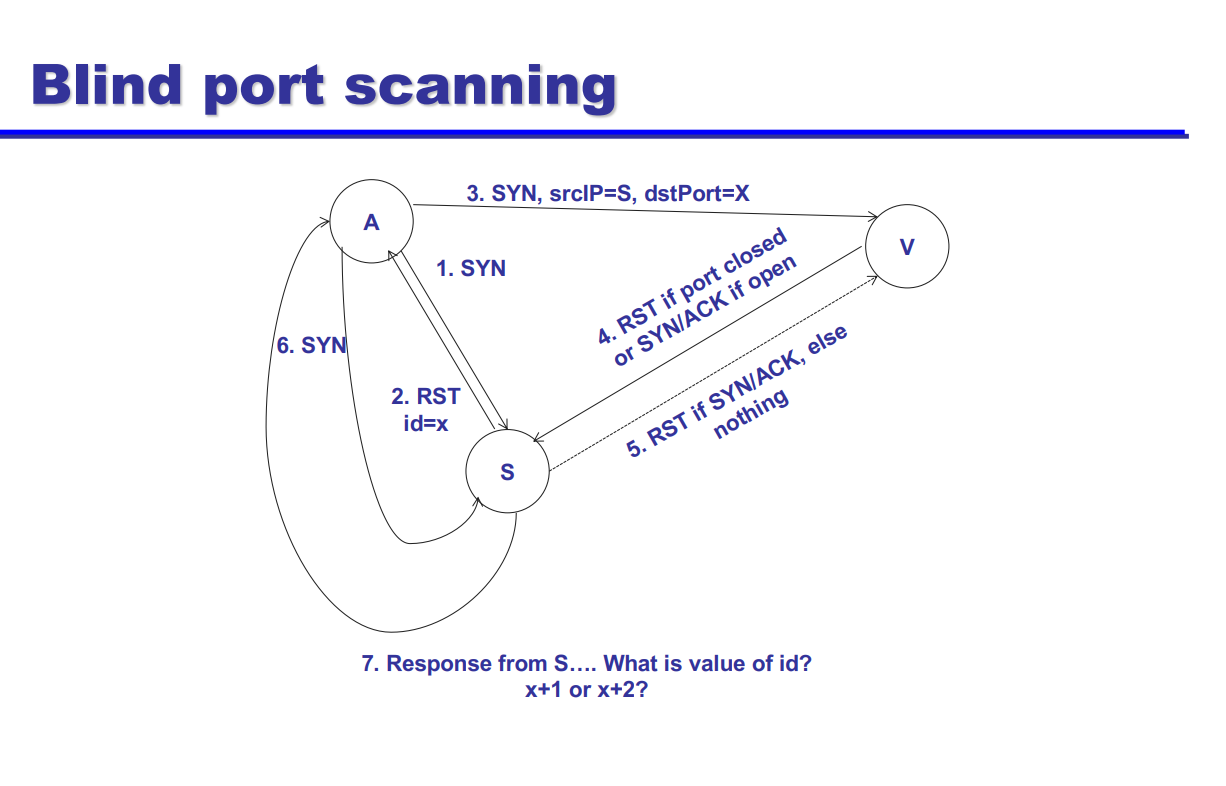 Blind port scanning
3. SYN, srcIP=S, dstPort=X
A
V
1. SYN
4. RST if port closed
or SYN/ACK if open
6. SYN
5. RST if SYN/ACK, else
nothing
2. RST
id=x
S
7. Response from S.... What is value of id?
x+1 or x+2?